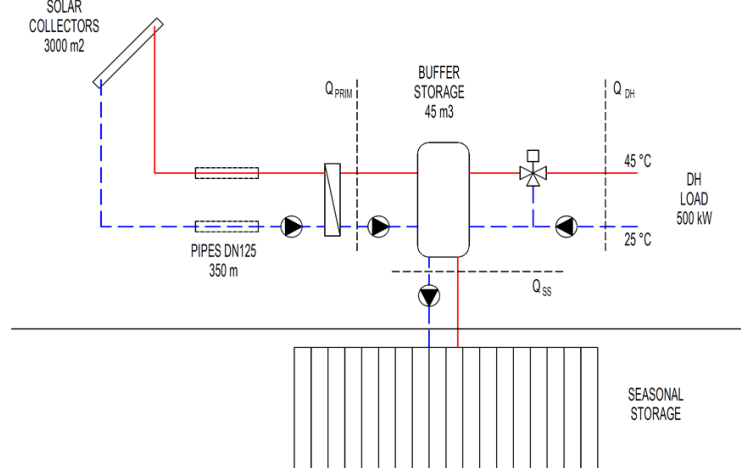 SOLAR
COLLECTORS
3000 m2
Q PRIM
BUFFER
STORAGE
45 m3
Q DH
45 °C
DH
LOAD
500 kW
25 °C
PIPES DN125
350 m
Q SS
SEASONAL
STORAGE